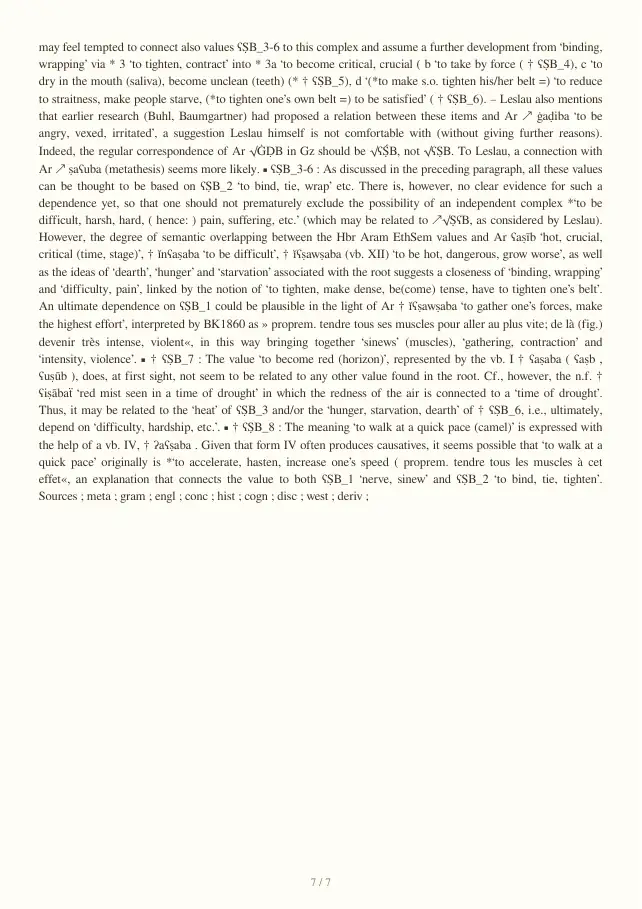 may feel tempted to connect also values ʕṢB_3-6 to this complex and assume a further development from ‘binding,
wrapping’ via * 3 ‘to tighten, contract’ into * 3a ‘to become critical, crucial ( b ‘to take by force ( † ʕṢB_4), c ‘to
dry in the mouth (saliva), become unclean (teeth) (* † ʕṢB_5), d ‘(*to make s.o. tighten his/her belt =) ‘to reduce
to straitness, make people starve, (*to tighten one’s own belt =) to be satisfied’ ( † ʕṢB_6). – Leslau also mentions
that earlier research (Buhl, Baumgartner) had proposed a relation between these items and Ar ↗ ġaḍiba ‘to be
angry, vexed, irritated’, a suggestion Leslau himself is not comfortable with (without giving further reasons).
Indeed, the regular correspondence of Ar √ĠḌB in Gz should be √ʕṢ́B, not √ʕṢB. To Leslau, a connection with
Ar ↗ ṣaʕuba (metathesis) seems more likely. ▪ ʕṢB_3-6 : As discussed in the preceding paragraph, all these values
can be thought to be based on ʕṢB_2 ‘to bind, tie, wrap’ etc. There is, however, no clear evidence for such a
dependence yet, so that one should not prematurely exclude the possibility of an independent complex *‘to be
difficult, harsh, hard, ( hence: ) pain, suffering, etc.’ (which may be related to ↗√ṢʕB, as considered by Leslau).
However, the degree of semantic overlapping between the Hbr Aram EthSem values and Ar ʕaṣīb ‘hot, crucial,
critical (time, stage)’, † ĭnʕaṣaba ‘to be difficult’, † ĭʕṣawṣaba (vb. XII) ‘to be hot, dangerous, grow worse’, as well
as the ideas of ‘dearth’, ‘hunger’ and ‘starvation’ associated with the root suggests a closeness of ‘binding, wrapping’
and ‘difficulty, pain’, linked by the notion of ‘to tighten, make dense, be(come) tense, have to tighten one’s belt’.
An ultimate dependence on ʕṢB_1 could be plausible in the light of Ar † ĭʕṣawṣaba ‘to gather one’s forces, make
the highest effort’, interpreted by BK1860 as » proprem. tendre tous ses muscles pour aller au plus vite; de là (fig.)
devenir très intense, violent«, in this way bringing together ‘sinews’ (muscles), ‘gathering, contraction’ and
‘intensity, violence’. ▪ † ʕṢB_7 : The value ‘to become red (horizon)’, represented by the vb. I † ʕaṣaba ( ʕaṣb ,
ʕuṣūb ), does, at first sight, not seem to be related to any other value found in the root. Cf., however, the n.f. †
ʕiṣābaẗ ‘red mist seen in a time of drought’ in which the redness of the air is connected to a ‘time of drought’.
Thus, it may be related to the ‘heat’ of ʕṢB_3 and/or the ‘hunger, starvation, dearth’ of † ʕṢB_6, i.e., ultimately,
depend on ‘difficulty, hardship, etc.’. ▪ † ʕṢB_8 : The meaning ‘to walk at a quick pace (camel)’ is expressed with
the help of a vb. IV, † ʔaʕṣaba . Given that form IV often produces causatives, it seems possible that ‘to walk at a
quick pace’ originally is *‘to accelerate, hasten, increase one’s speed ( proprem. tendre tous les muscles à cet
effet«, an explanation that connects the value to both ʕṢB_1 ‘nerve, sinew’ and ʕṢB_2 ‘to bind, tie, tighten’.
Sources ; meta ; gram ; engl ; conc ; hist ; cogn ; disc ; west ; deriv ;
7 / 7